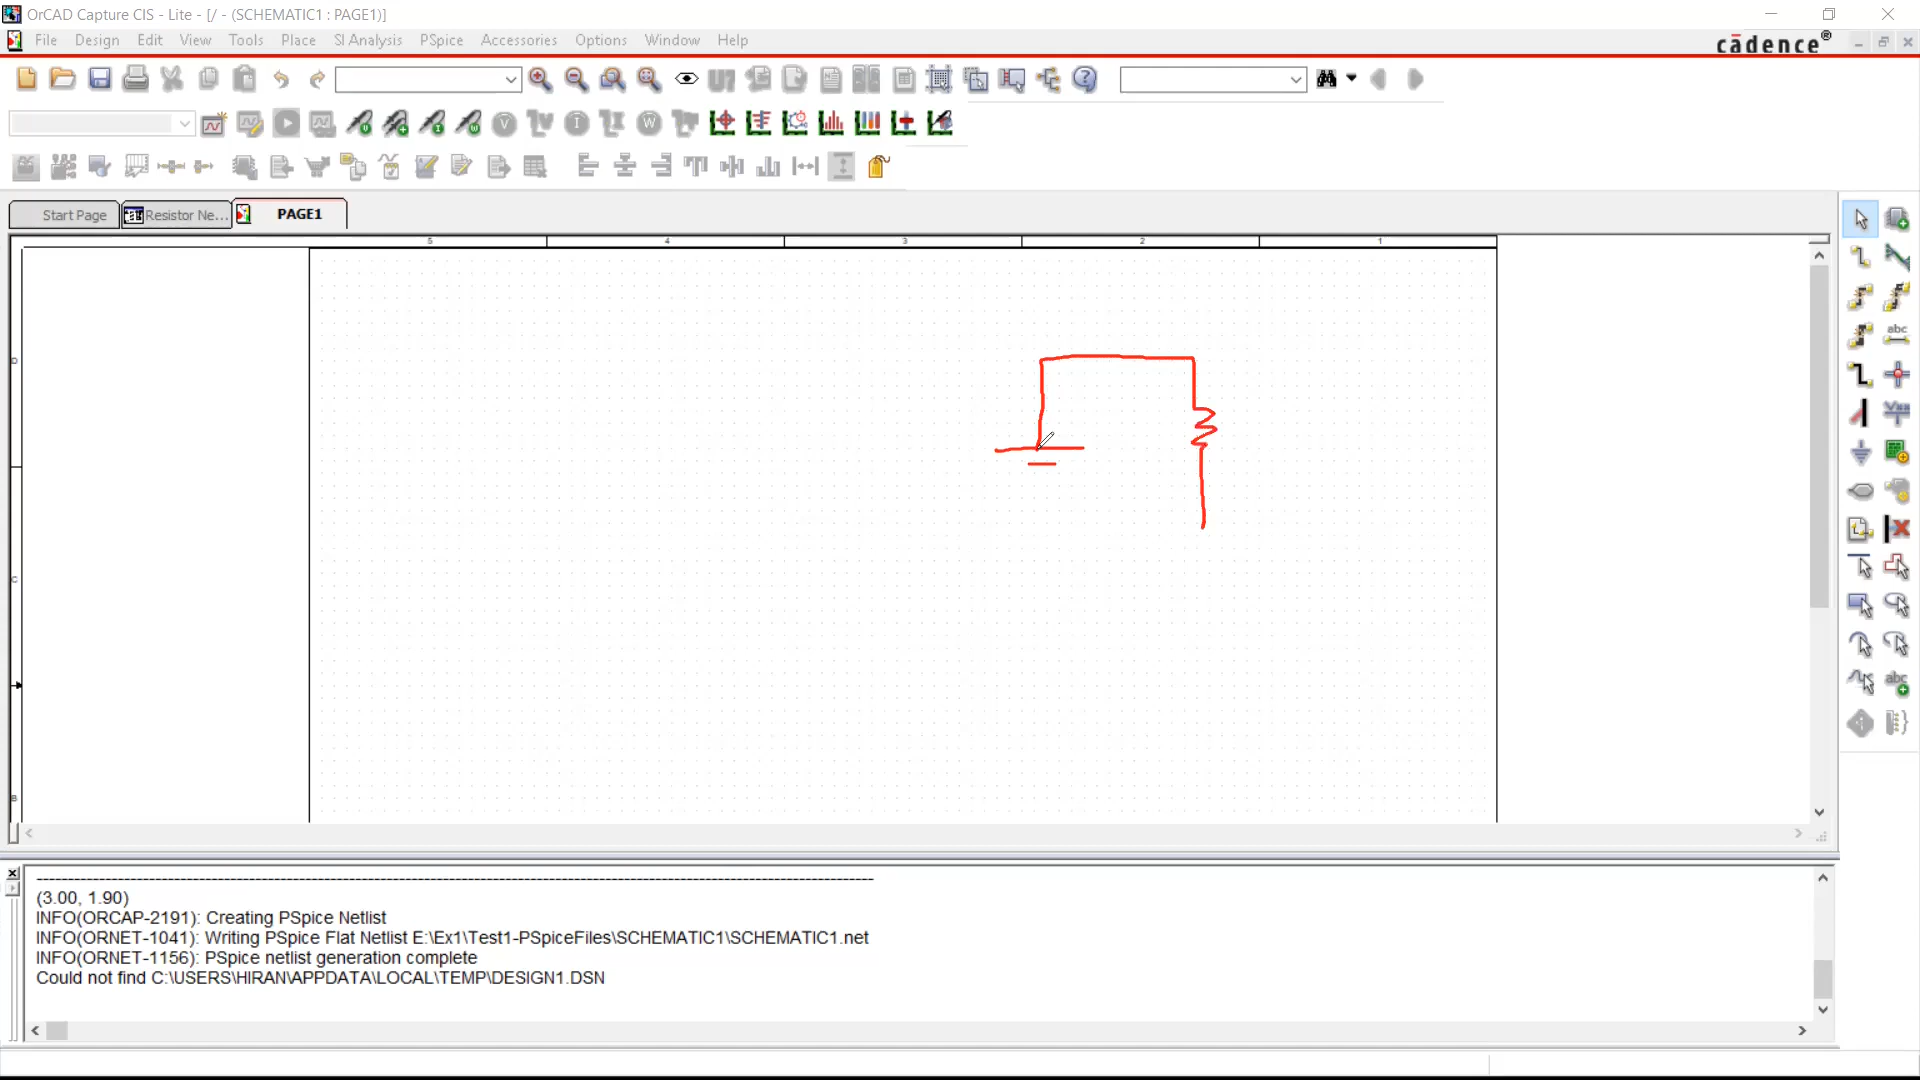 OrCAD Capture CIS - Lite - [/ - (SCHEMATIC1 : PAGE1)]
File Design Edit View Tools Place SI Analysis PSpice Accessories Options Window Help
cādence®
Start Page
Resistor Ne...
PAGE1
5 4 3 2 1
D
C
B
(3.00, 1.90)
INFO(ORCAP-2191): Creating PSpice Netlist
INFO(ORNET-1041): Writing PSpice Flat Netlist E:\Ex1\Test1-PSpiceFiles\SCHEMATIC1\SCHEMATIC1.net
INFO(ORNET-1156): PSpice netlist generation complete
Could not find C:\USERS\HIRAN\APPDATA\LOCAL\TEMP\DESIGN1.DSN